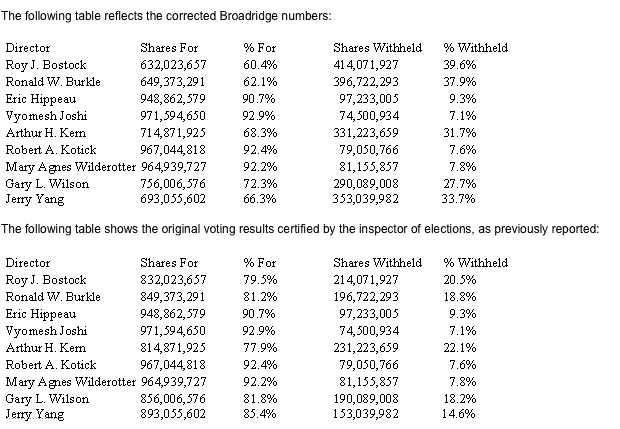 The following table reflects the corrected Broadridge numbers:
Director Shares For % For Shares Withheld % Withheld
Roy J. Bostock 632,023,657 60.4% 414,071,927 39.6%
Ronald W. Burkle 649,373,291 62.1% 396,722,293 37.9%
Eric Hippeau 948,862,579 90.7% 97,233,005 9.3%
Vyomesh Joshi 971,594,650 92.9% 74,500,934 7.1%
Arthur H. Kern 714,871,925 68.3% 331,223,659 31.7%
Robert A. Kotick 967,044,818 92.4% 79,050,766 7.6%
Mary Agnes Wilderotter 964,939,727 92.2% 81,155,857 7.8%
Gary L. Wilson 756,006,576 72.3% 290,089,008 27.7%
Jerry Yang 693,055,602 66.3% 353,039,982 33.7%
The following table shows the original voting results certified by the inspector of elections, as previously reported:
Director Shares For % For Shares Withheld % Withheld
Roy J. Bostock 832,023,657 79.5% 214,071,927 20.5%
Ronald W. Burkle 849,373,291 81.2% 196,722,293 18.8%
Eric Hippeau 948,862,579 90.7% 97,233,005 9.3%
Vyomesh Joshi 971,594,650 92.9% 74,500,934 7.1%
Arthur H. Kern 814,871,925 77.9% 231,223,659 22.1%
Robert A. Kotick 967,044,818 92.4% 79,050,766 7.6%
Mary Agnes Wilderotter 964,939,727 92.2% 81,155,857 7.8%
Gary L. Wilson 856,006,576 81.8% 190,089,008 18.2%
Jerry Yang 893,055,602 85.4% 153,039,982 14.6%